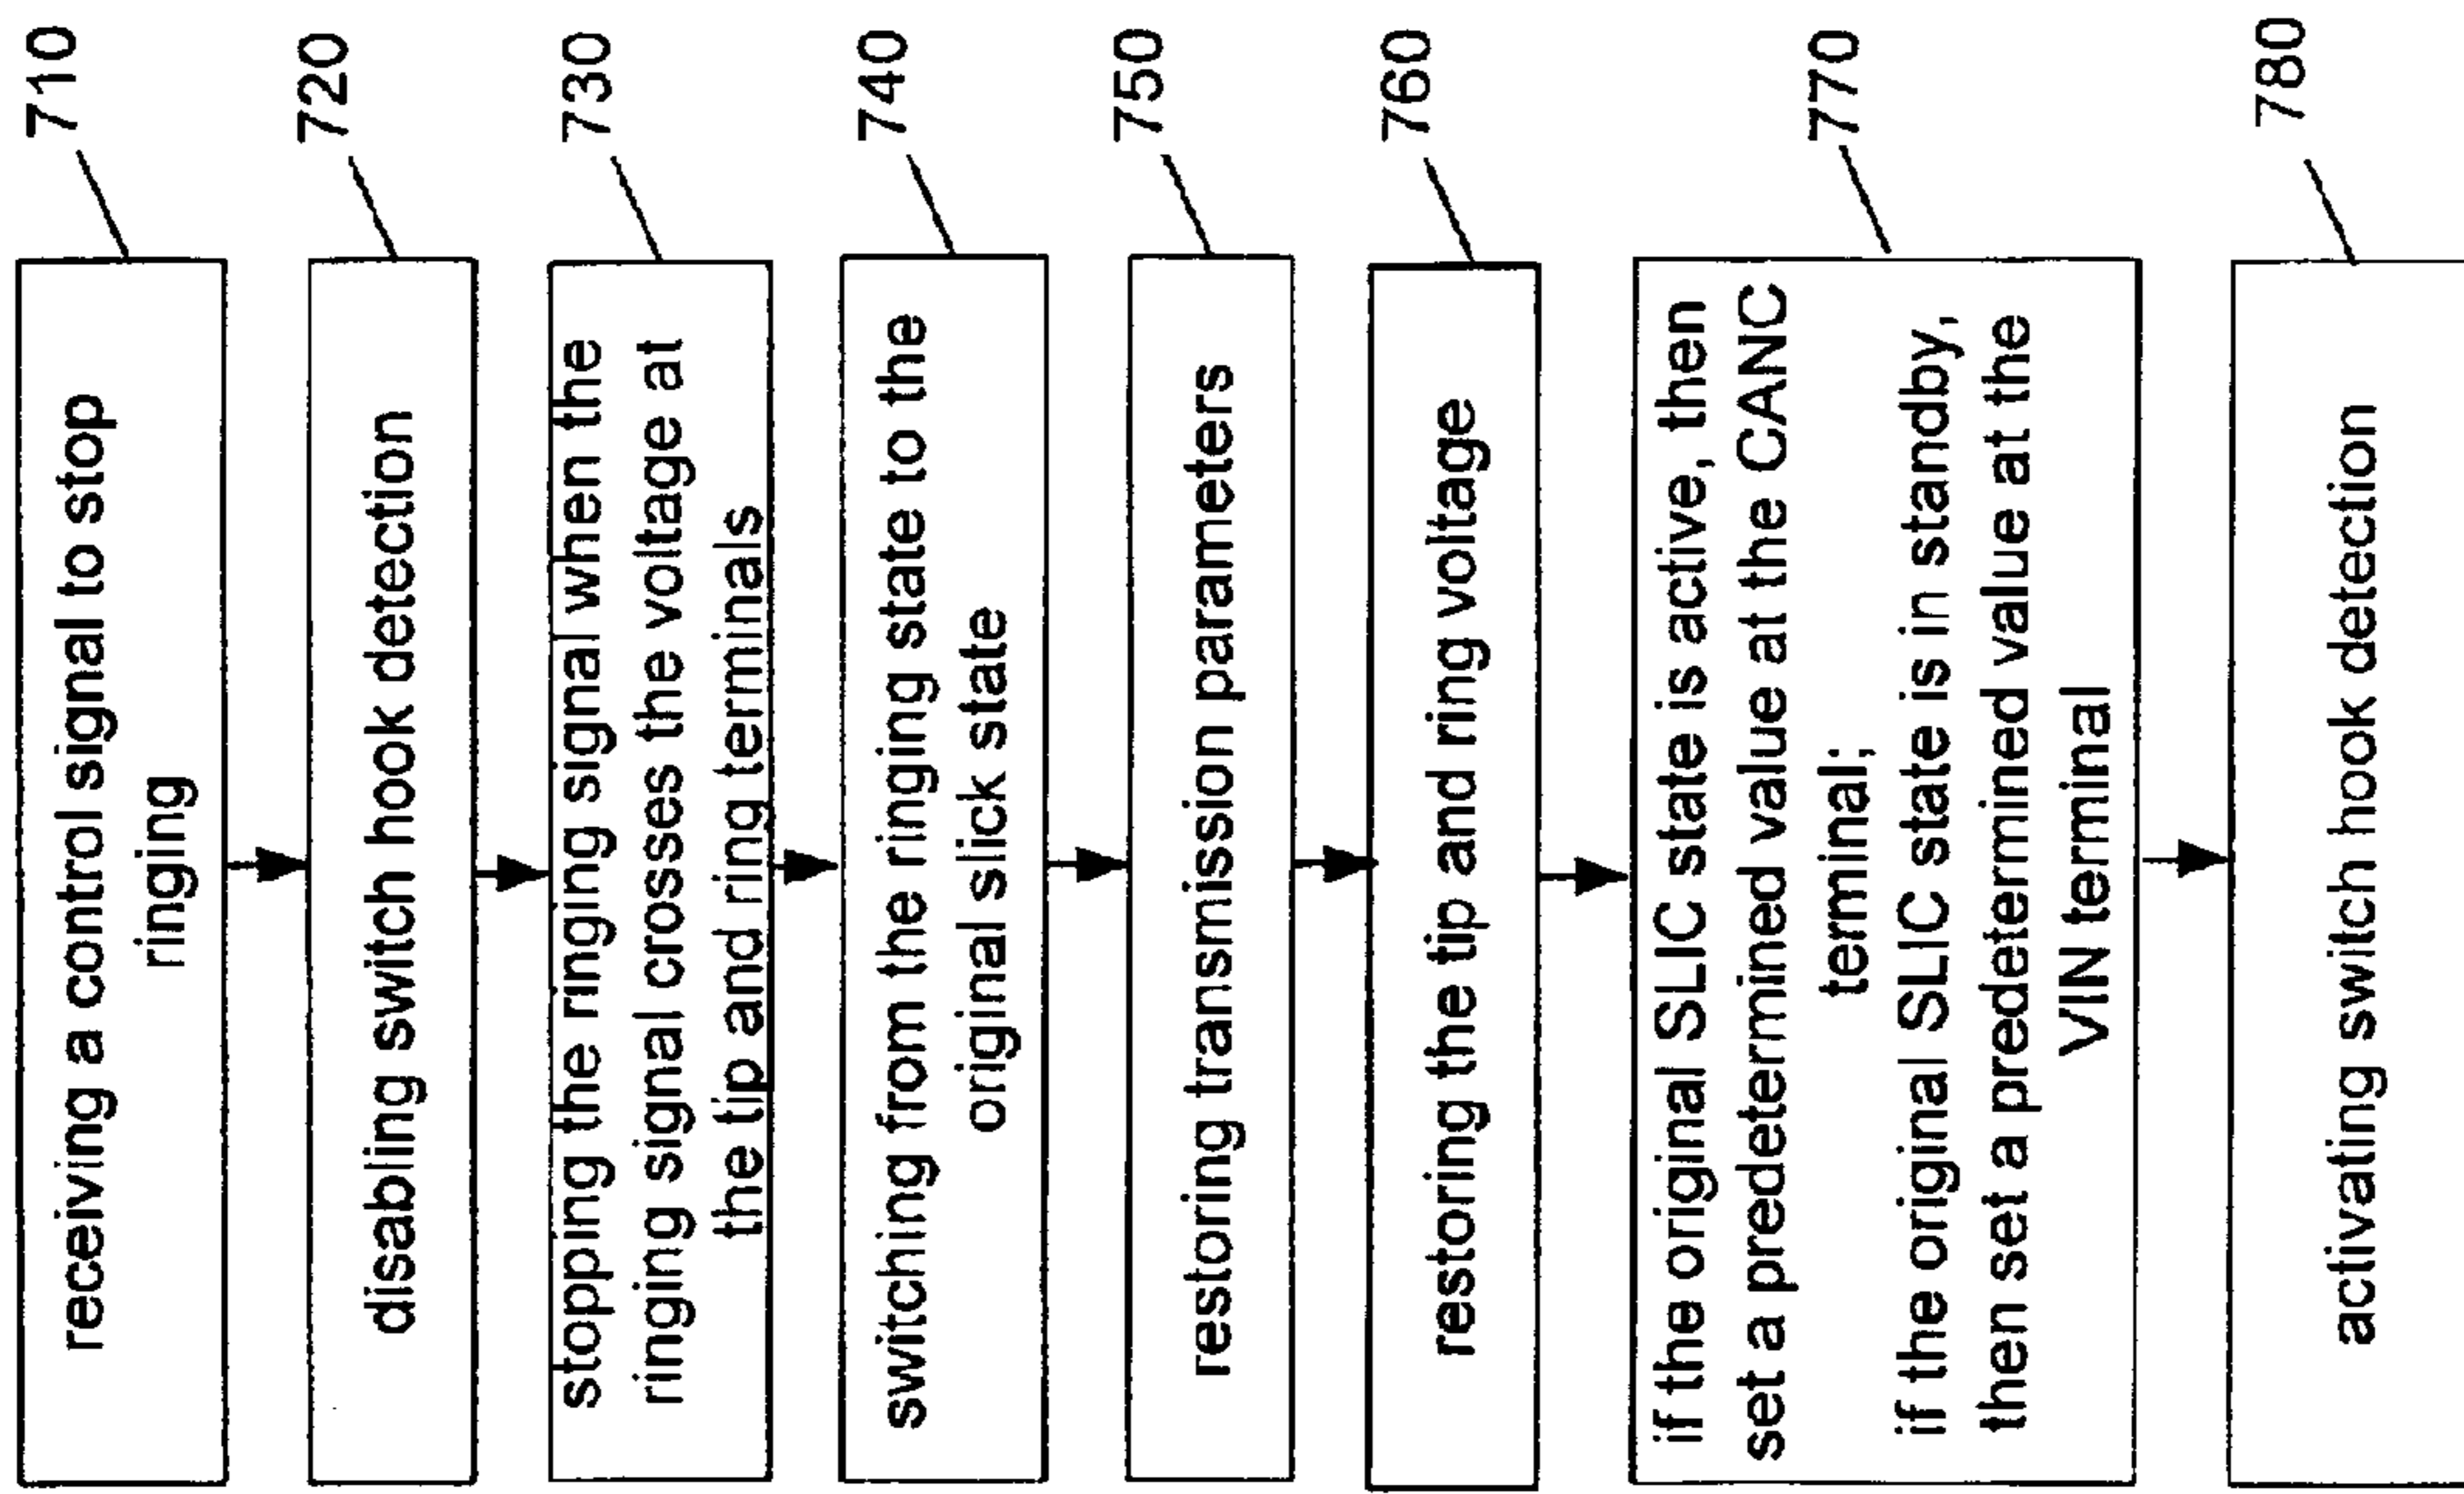 710
receiving a control signal to stop
ringing
720
disabling switch hook detection
730
stopping the ringing signal when the
ringing signal crosses the voltage at
the tip and ring terminals
740
switching from the ringing state to the
original slick state
750
restoring transmission parameters
760
restoring the tip and ring voltage
770
if the original SLIC state is active, then
set a predetermined value at the CANC
terminal;
if the original SLIC state is in standby,
then set a predetermined value at the
VIN terminal
780
activating switch hook detection